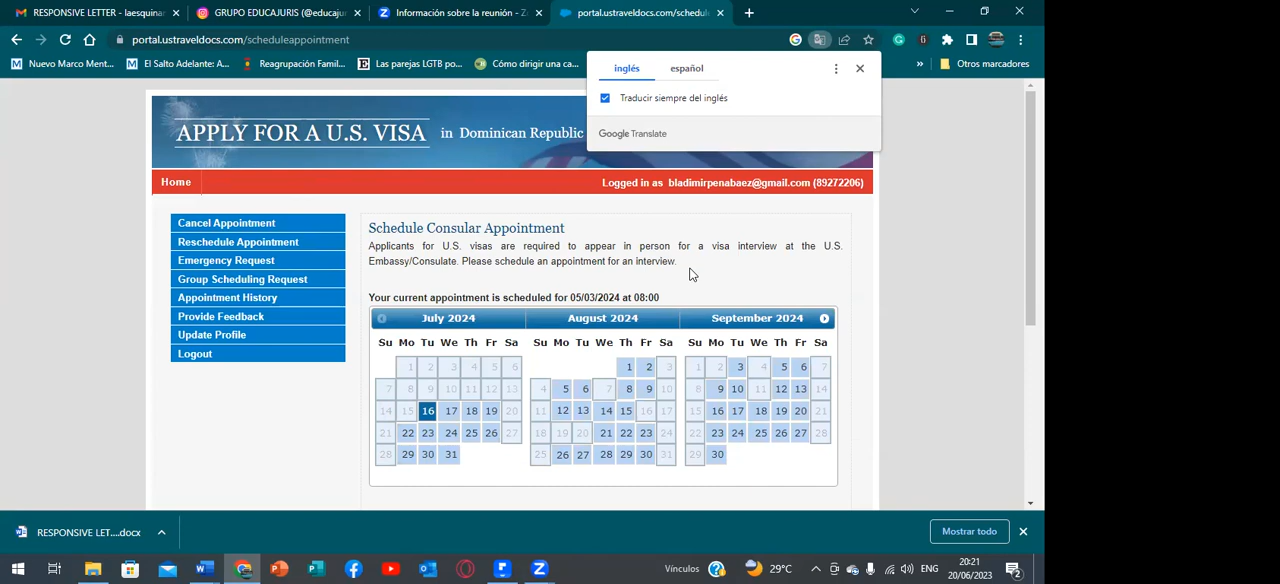 RESPONSIVE LETTER - laesquina
GRUPO EDUCAJURIS (@educaju
Información sobre la reunión - Zo
portal.ustraveldocs.com/schedule
portal.ustraveldocs.com/scheduleappointment
Nuevo Marco Ment...
El Salto Adelante: A...
Reagrupación Famil...
Las parejas LGTB po...
Cómo dirigir una ca...
»
Otros marcadores
inglés
español
Traducir siempre del inglés
Google Translate
APPLY FOR A U.S. VISA in Dominican Republic
Home
Logged in as bladimirpenabaez@gmail.com (89272206)
Cancel Appointment
Reschedule Appointment
Emergency Request
Group Scheduling Request
Appointment History
Provide Feedback
Update Profile
Logout
Schedule Consular Appointment
Applicants for U.S. visas are required to appear in person for a visa interview at the U.S.
Embassy/Consulate. Please schedule an appointment for an interview.
Your current appointment is scheduled for 05/03/2024 at 08:00
July 2024
Su Mo Tu We Th Fr Sa
1 2 3 4 5 6
7 8 9 10 11 12 13
14 15 16 17 18 19 20
21 22 23 24 25 26 27
28 29 30 31
August 2024
Su Mo Tu We Th Fr Sa
1 2 3
4 5 6 7 8 9 10
11 12 13 14 15 16 17
18 19 20 21 22 23 24
25 26 27 28 29 30 31
September 2024
Su Mo Tu We Th Fr Sa
1 2 3 4 5 6 7
8 9 10 11 12 13 14
15 16 17 18 19 20 21
22 23 24 25 26 27 28
29 30
RESPONSIVE LET....docx
Mostrar todo
Vínculos
29°C
ENG
20:21
20/06/2023
2